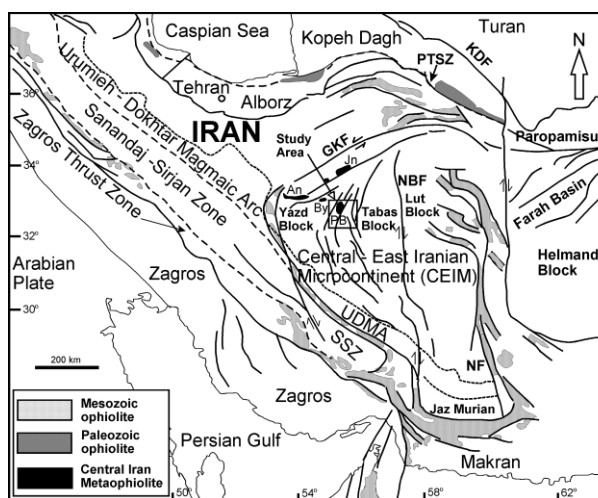 Caspian Sea
Kopeh Dagh
Turan
PTSZ
KDF
N
Urumieh - Dokhtar Magmaic Arc
Tehran
Alborz
36
IRAN
Sanandaj -Sirjan Zone
Study
Area
GKF
Paropamisu
34
Zagros Thrust Zone
Jn
An
By
PB
NBF
Lut
Block
Yazd
Block
Tabas
Block
Farah Basin
32
Central - East Iranian
Microcontinent (CEIM)
Helmand
Block
Arabian
Plate
Zagros
30
UDMA
SSZ
200 km
NF
Zagros
Jaz Murian
Mesozoic
ophiolite
Paleozoic
ophiolite
Central Iran
Metaophiolite
Persian Gulf
Makran
50
54
58
62